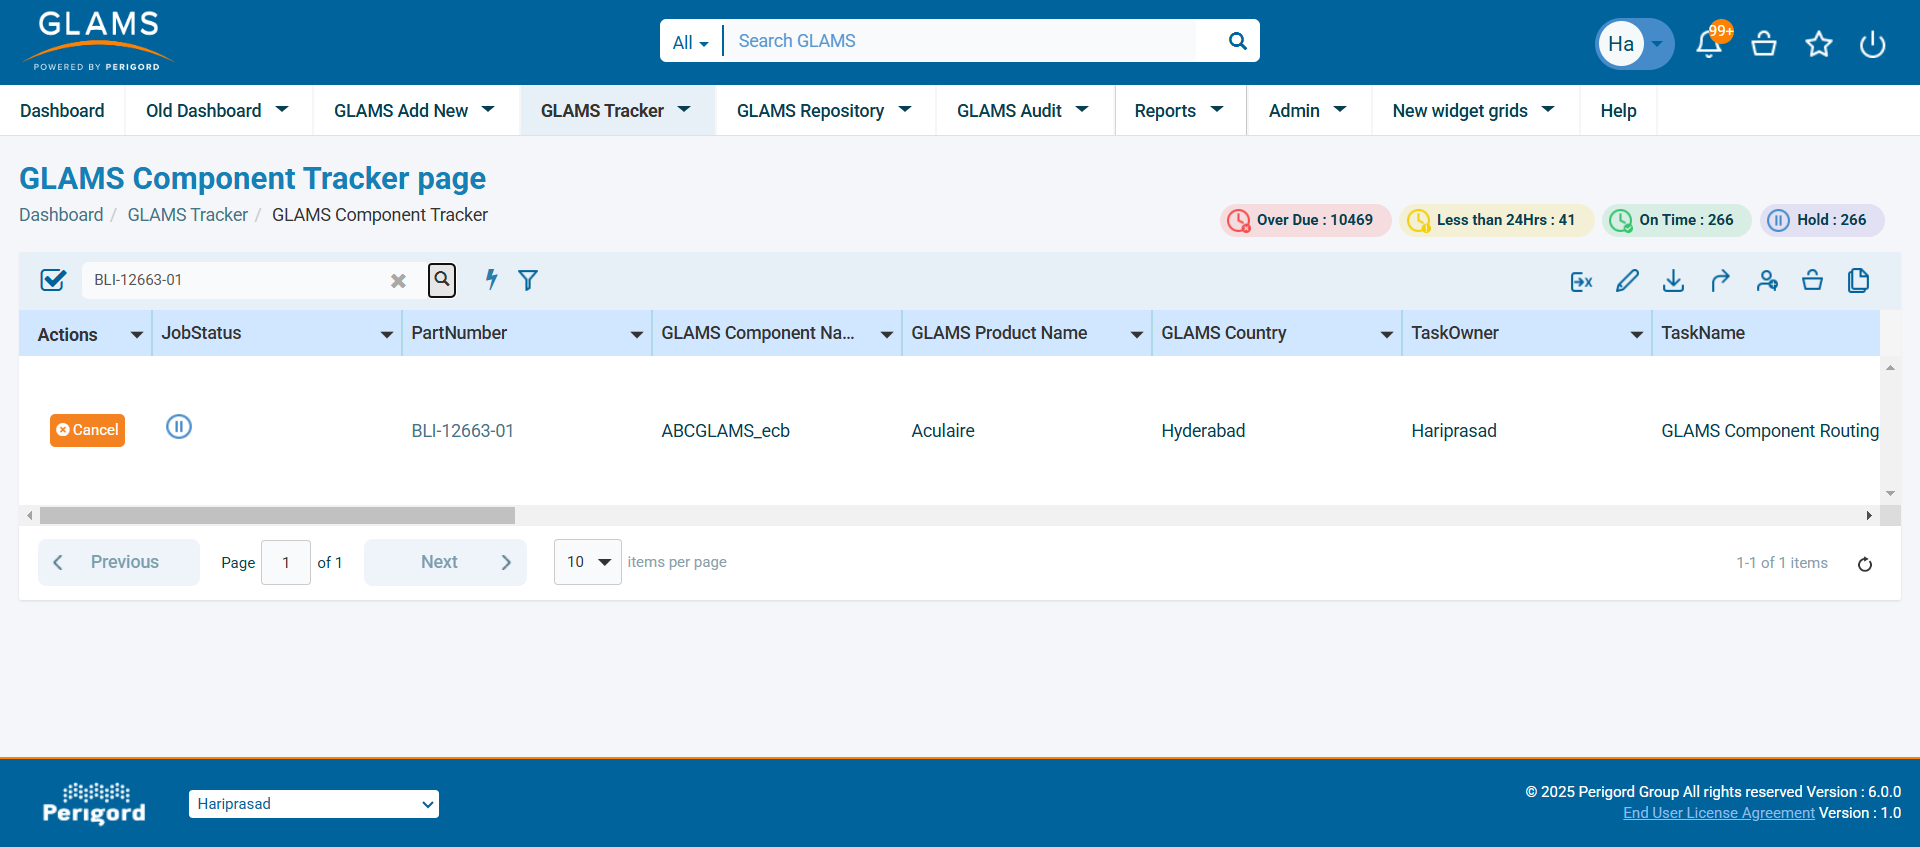 GLAMS
POWERED BY PERIGORD
All
Search GLAMS
Ha
99+
Dashboard Old Dashboard GLAMS Add New GLAMS Tracker GLAMS Repository GLAMS Audit Reports Admin New widget grids Help
GLAMS Component Tracker page
Dashboard / GLAMS Tracker / GLAMS Component Tracker
Over Due : 10469 Less than 24Hrs : 41 On Time : 266 Hold : 266
BLI-12663-01
Actions JobStatus PartNumber GLAMS Component Na... GLAMS Product Name GLAMS Country TaskOwner TaskName
Cancel BLI-12663-01 ABCGLAMS_ecb Aculaire Hyderabad Hariprasad GLAMS Component Routing
Previous Page 1 of 1 Next 10 items per page 1-1 of 1 items
Perigord
Hariprasad
© 2025 Perigord Group All rights reserved Version : 6.0.0
End User License Agreement Version : 1.0